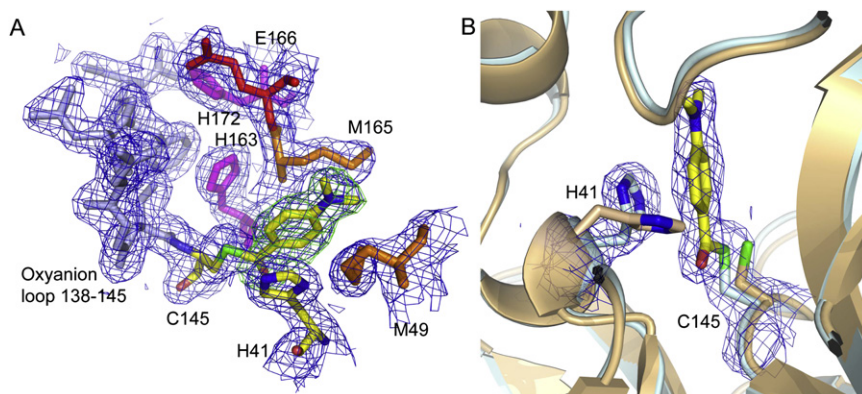 A
E166
H172
H163
M165
Oxyanion
loop 138-145
C145
H41
M49
B
H41
C145